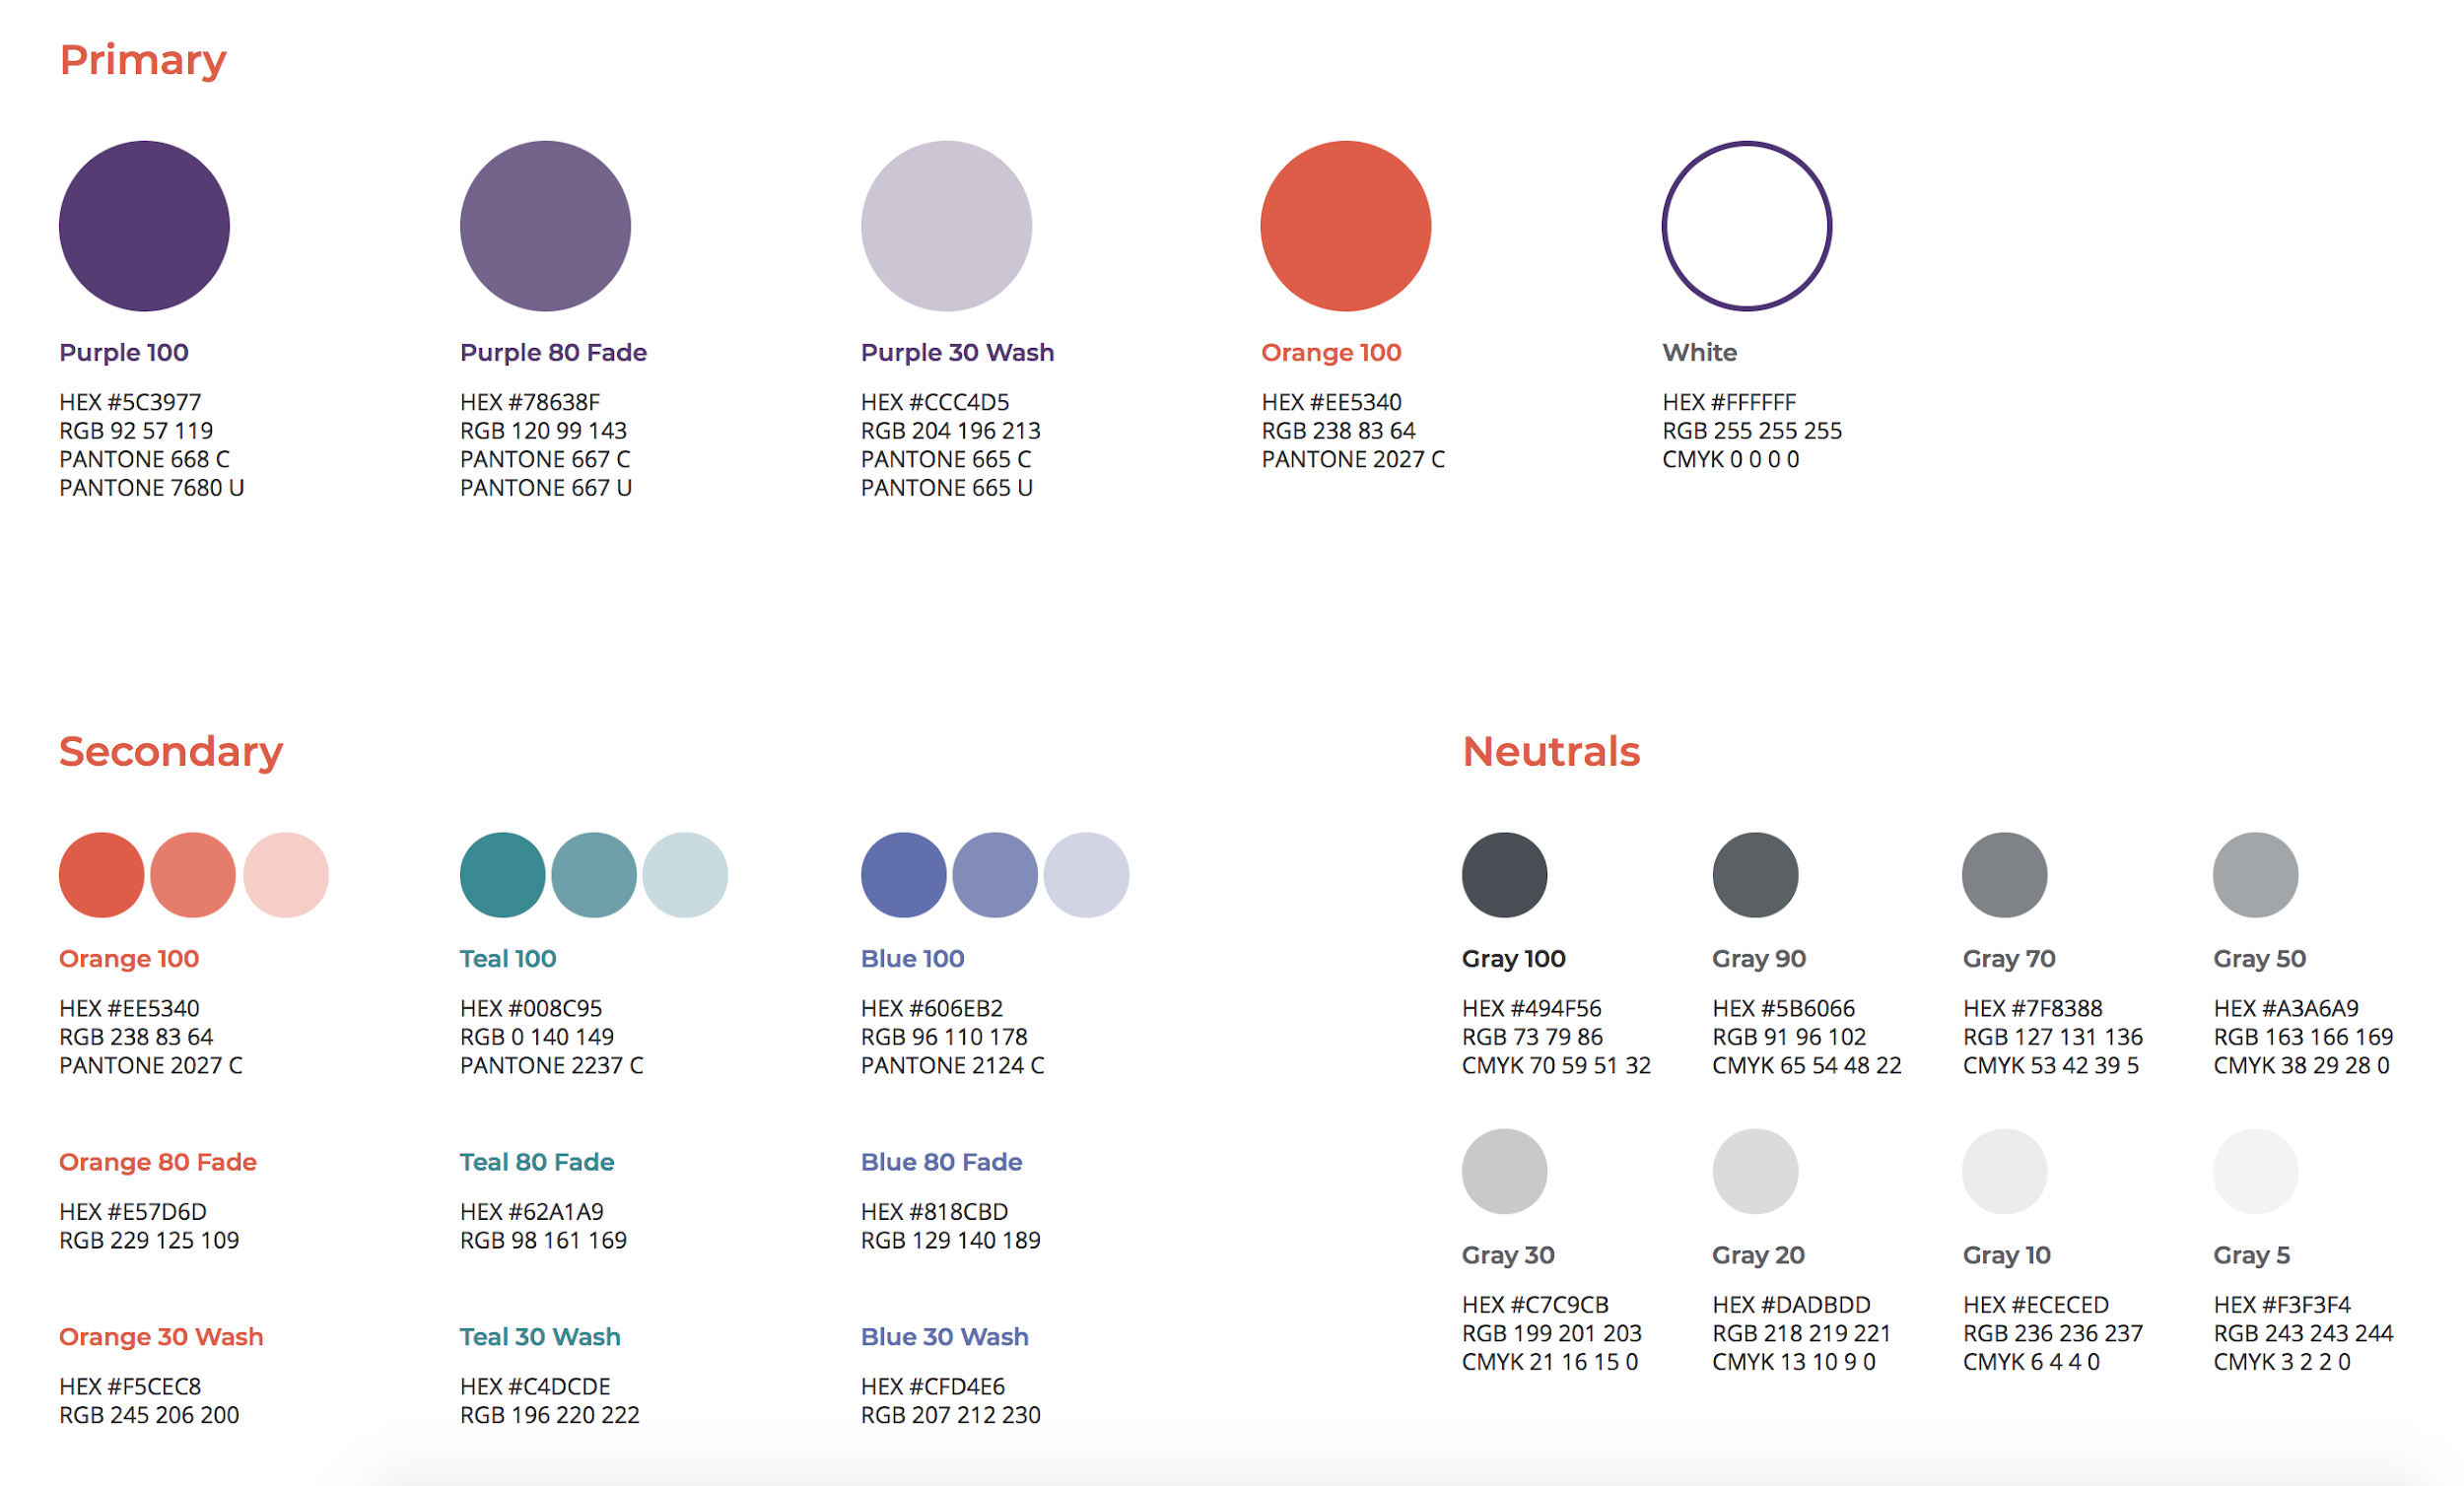 Primary
Purple 100
HEX #5C3977
RGB 92 57 119
PANTONE 668 C
PANTONE 7680 U
Purple 80 Fade
HEX #78638F
RGB 120 99 143
PANTONE 667 C
PANTONE 667 U
Purple 30 Wash
HEX #CCC4D5
RGB 204 196 213
PANTONE 665 C
PANTONE 665 U
Orange 100
HEX #EE5340
RGB 238 83 64
PANTONE 2027 C
White
HEX #FFFFFF
RGB 255 255 255
CMYK 0 0 0 0
Secondary
Orange 100
HEX #EE5340
RGB 238 83 64
PANTONE 2027 C
Orange 80 Fade
HEX #E57D6D
RGB 229 125 109
Orange 30 Wash
HEX #F5CEC8
RGB 245 206 200
Teal 100
HEX #008C95
RGB 0 140 149
PANTONE 2237 C
Teal 80 Fade
HEX #62A1A9
RGB 98 161 169
Teal 30 Wash
HEX #C4DCDE
RGB 196 220 222
Blue 100
HEX #606EB2
RGB 96 110 178
PANTONE 2124 C
Blue 80 Fade
HEX #818CBD
RGB 129 140 189
Blue 30 Wash
HEX #CFD4E6
RGB 207 212 230
Neutrals
Gray 100
HEX #494F56
RGB 73 79 86
CMYK 70 59 51 32
Gray 90
HEX #5B6066
RGB 91 96 102
CMYK 65 54 48 22
Gray 70
HEX #7F8388
RGB 127 131 136
CMYK 53 42 39 5
Gray 50
HEX #A3A6A9
RGB 163 166 169
CMYK 38 29 28 0
Gray 30
HEX #C7C9CB
RGB 199 201 203
CMYK 21 16 15 0
Gray 20
HEX #DADBDD
RGB 218 219 221
CMYK 13 10 9 0
Gray 10
HEX #ECECED
RGB 236 236 237
CMYK 6 4 4 0
Gray 5
HEX #F3F3F4
RGB 243 243 244
CMYK 3 2 2 0